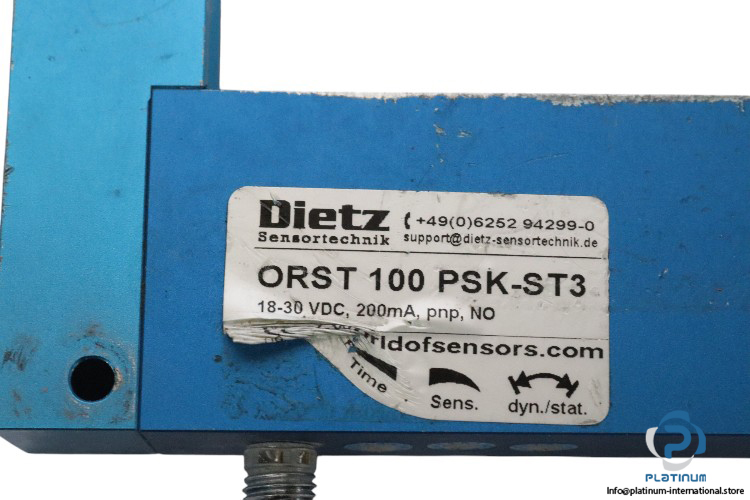 Dietz
Sensortechnik
+49(0)6252 94299-0
support@dietz-sensortechnik.de
ORST 100 PSK-ST3
18-30 VDC, 200mA, pnp, NO
rldofsensors.com
Time
Sens.
dyn./stat.
PLATINUM
Info@platinum-international.store